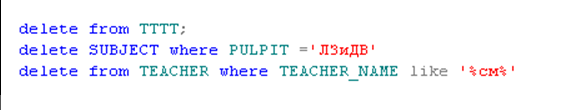 delete from TTTT;
delete SUBJECT where PULPIT ='ЛЗиДВ'
delete from TEACHER where TEACHER_NAME like '%см%'